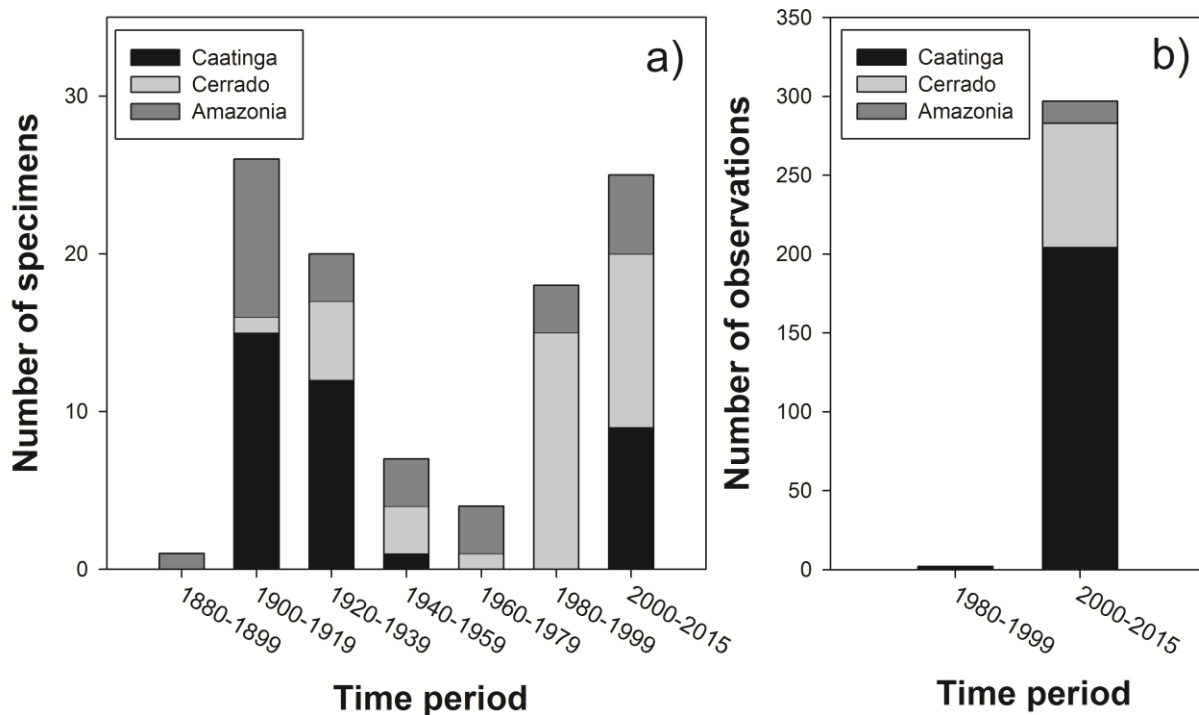 a)
Caatinga
Cerrado
Amazonia
Number of specimens
30
20
10
0
1880-1899
1900-1919
1920-1939
1940-1959
1960-1979
1980-1999
2000-2015
Time period
b)
Caatinga
Cerrado
Amazonia
Number of observations
350
300
250
200
150
100
50
0
1980-1999
2000-2015
Time period